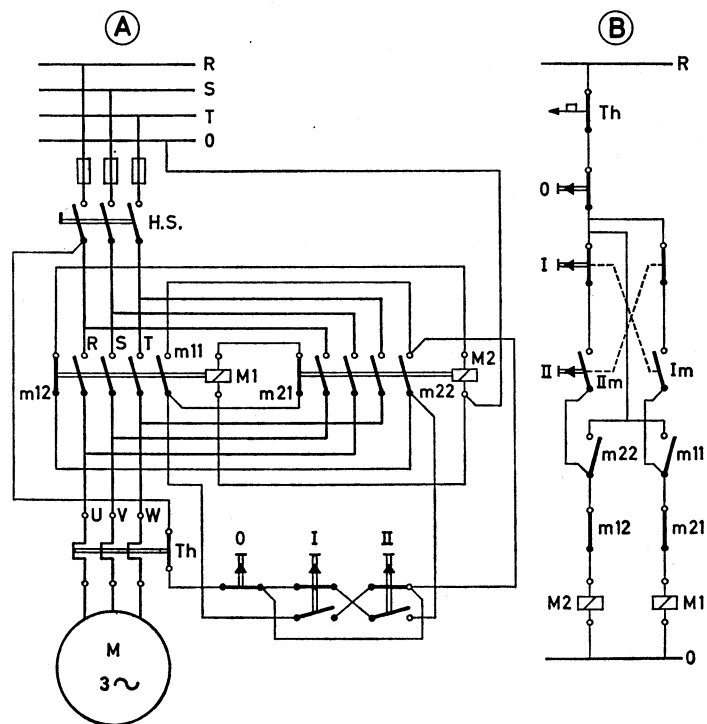 A
B
R
S
T
0
R
Th
0
H.S.
I
R S T
m11
M1
M2
m12
m21
m22
II
IIm
Im
m22
m11
U V W
Th
0 I II
m12
m21
M2
M1
0
M
3~